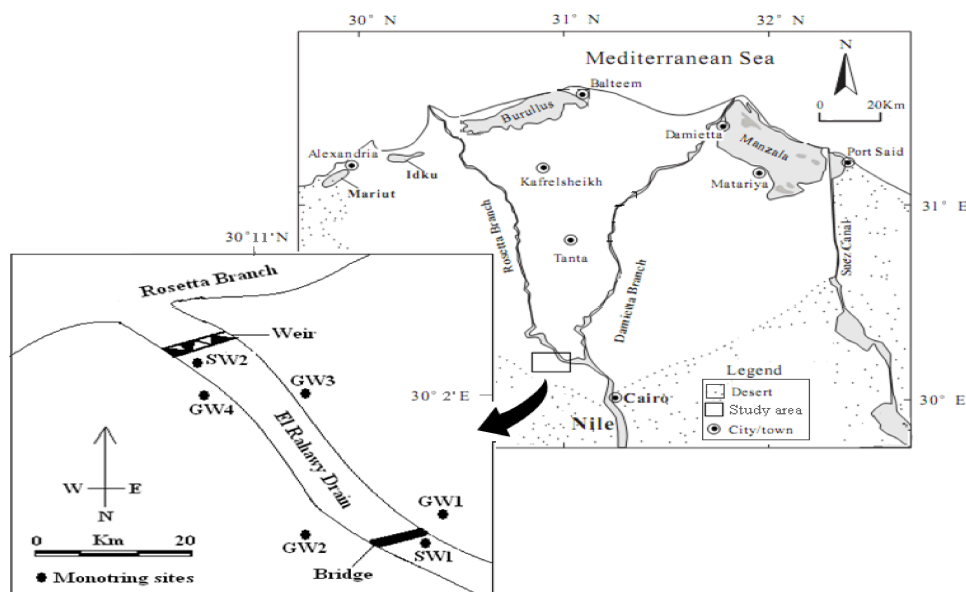 30° N
31° N
32° N
Mediterranean Sea
N
0 20Km
Balteem
Burullus
Damietta
Manzala
Port Said
Alexandria
Idku
Mariut
Kafrelsheikh
Matariya
31° E
Rosetta Branch
Tanta
Damietta Branch
Suez Canal
30° E
Cairo
Nile
Legend
Desert
Study area
City/town
30° 11'N
Rosetta Branch
Weir
SW2
GW3
30° 2'E
GW4
El Rahawy Drain
W E
N
GW1
GW2
SW1
Bridge
0 Km 20
Monotring sites